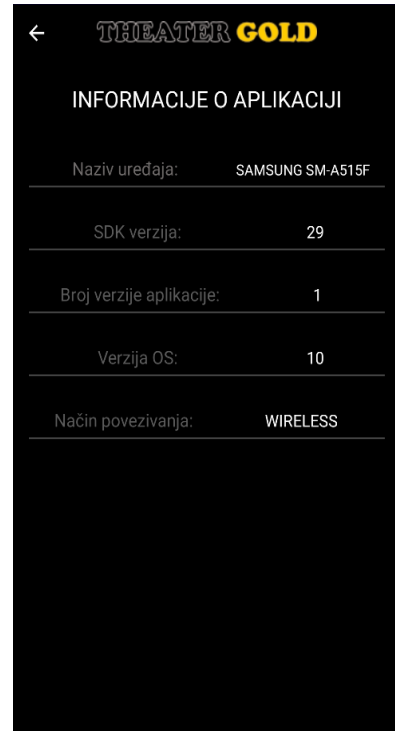 THEATER GOLD
INFORMACIJE O APLIKACIJI
Naziv uređaja: SAMSUNG SM-A515F
SDK verzija: 29
Broj verzije aplikacije: 1
Verzija OS: 10
Način povezivanja: WIRELESS